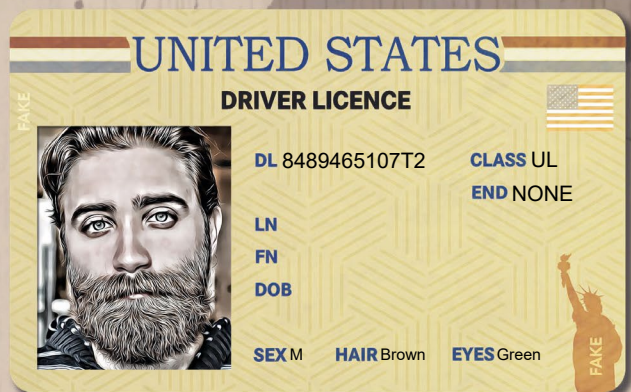 UNITED STATES
DRIVER LICENCE
FAKE
DL 8489465107T2 CLASS UL
END NONE
LN
FN
DOB
SEX M HAIR Brown EYES Green
FAKE